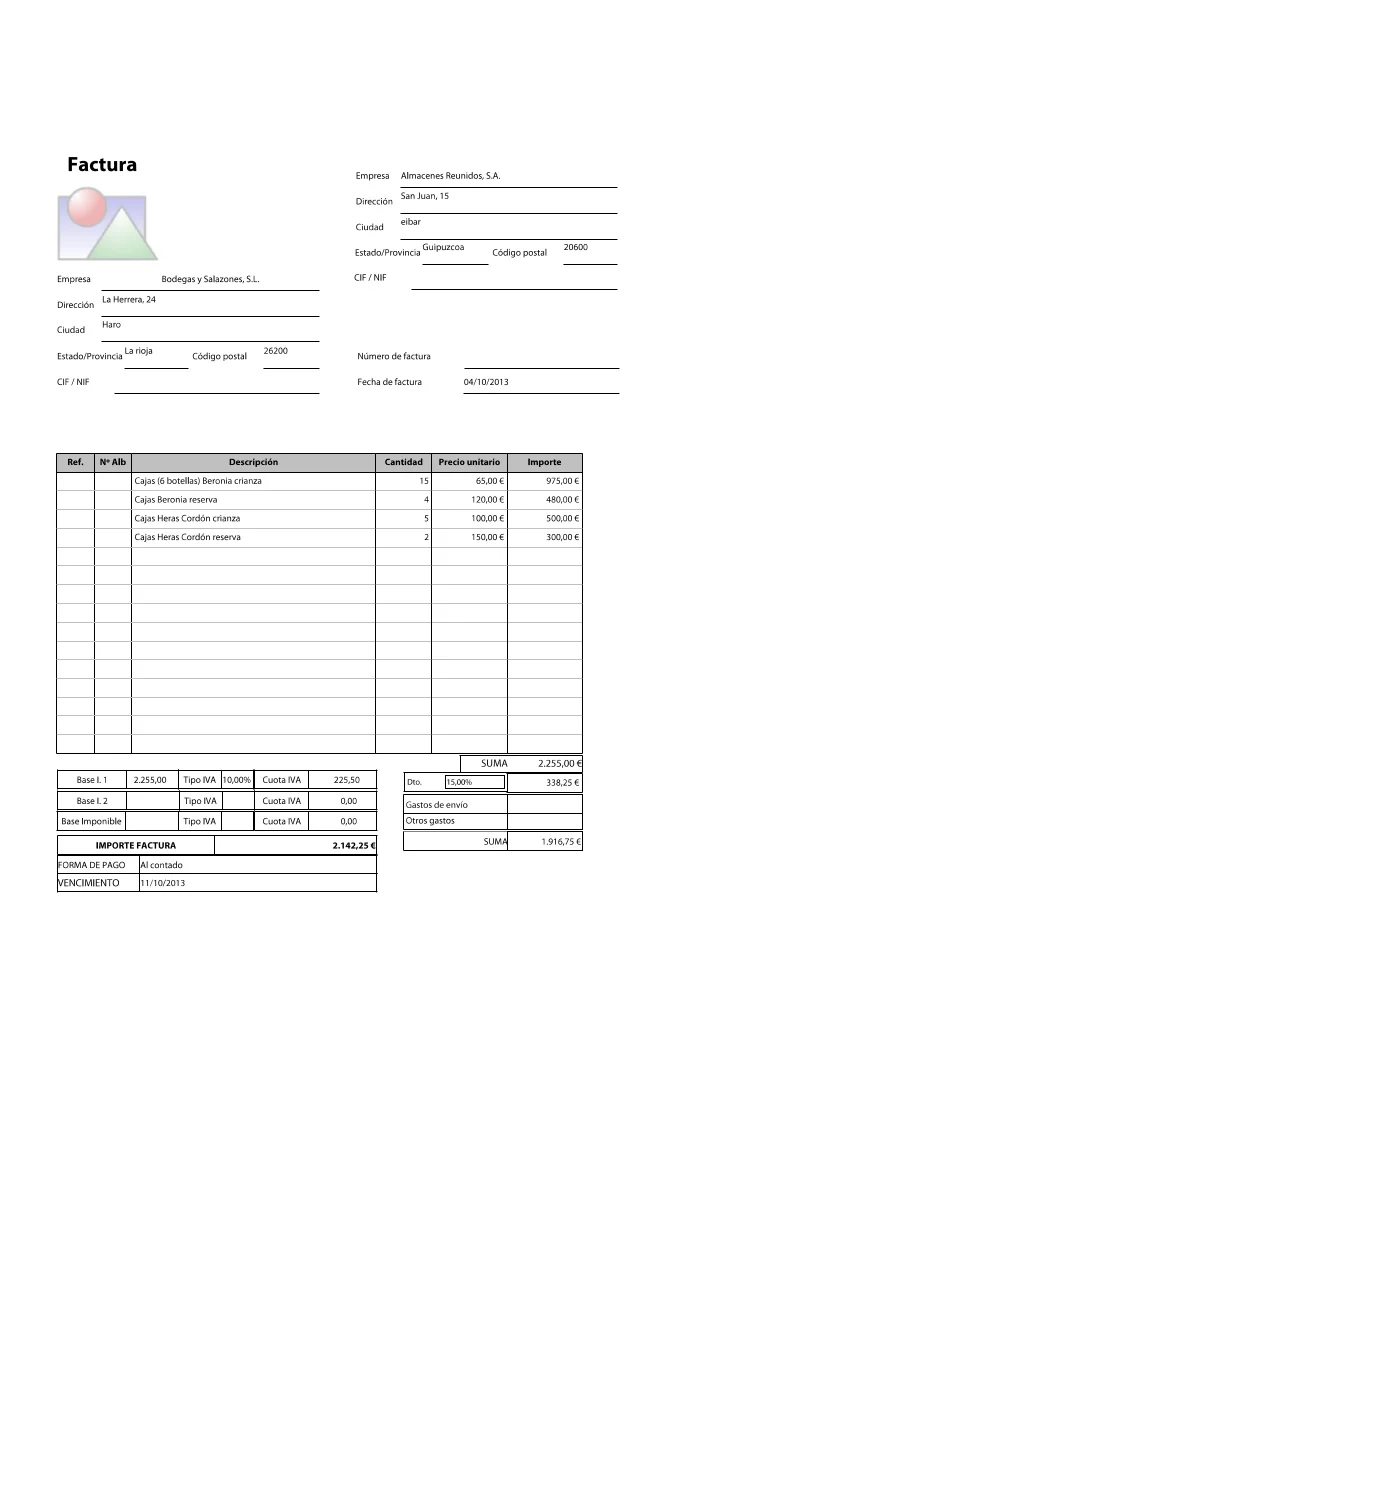 Factura
Empresa Almacenes Reunidos, S.A.
Dirección San Juan, 15
Ciudad eibar
Estado/Provincia Guipuzcoa Código postal 20600
CIF / NIF
Empresa Bodegas y Salazones, S.L.
Dirección La Herrera, 24
Ciudad Haro
Estado/Provincia La rioja Código postal 26200
CIF / NIF
Número de factura
Fecha de factura 04/10/2013
Ref. Nº Alb Descripción Cantidad Precio unitario Importe
Cajas (6 botellas) Beronia crianza 15 65,00 € 975,00 €
Cajas Beronia reserva 4 120,00 € 480,00 €
Cajas Heras Cordón crianza 5 100,00 € 500,00 €
Cajas Heras Cordón reserva 2 150,00 € 300,00 €
SUMA 2.255,00 €
Dto. 15,00% 338,25 €
Gastos de envío
Otros gastos
SUMA 1.916,75 €
Base I. 1 2.255,00 Tipo IVA 10,00% Cuota IVA 225,50
Base I. 2 Tipo IVA Cuota IVA 0,00
Base Imponible Tipo IVA Cuota IVA 0,00
IMPORTE FACTURA 2.142,25 €
FORMA DE PAGO Al contado
VENCIMIENTO 11/10/2013